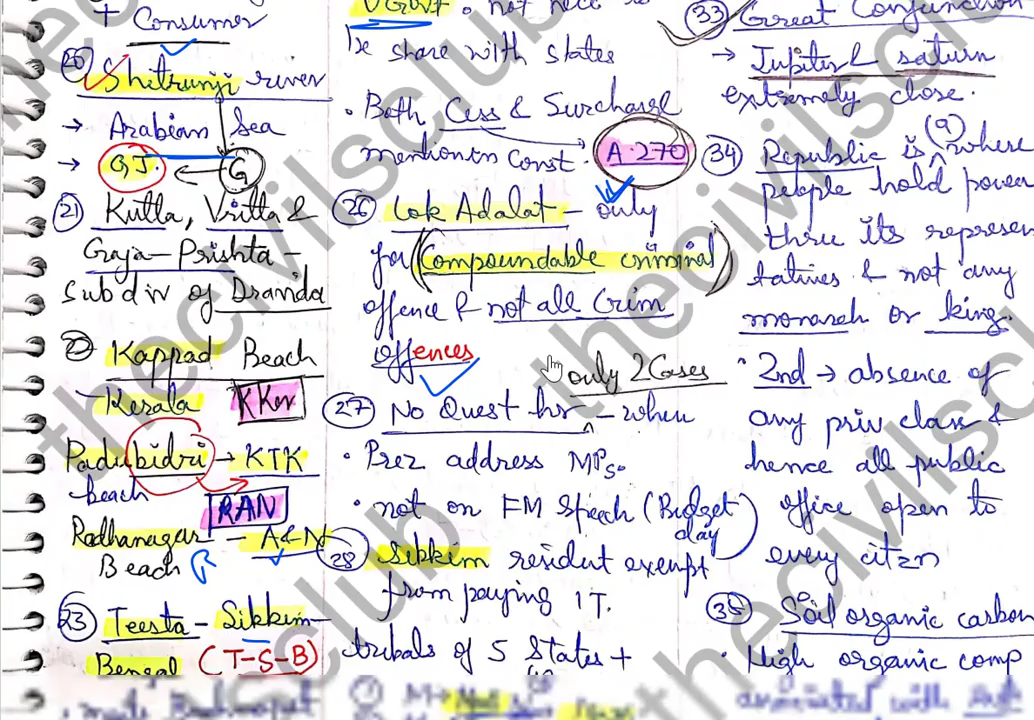 + Consumer
20 Shitrunji river
→ Arabian Sea
→ GJ. ← G
21 Kutta, Vritta &
Gaja-Prishta -
Subdiv of Dravida
Kappad Beach
- Kerala KKer
Padubidri → KTK
beach RAN
Radhanagar - A&N
Beach
23 Teesta - Sikkim-
Bengal (T-S-B)
be share with states
• Both Cess & Surcharge
mention in Const. A.270
26 Lok Adalat - only
for (Compoundable criminal)
offence & not all Crim
offences
only 2 Cases
27 No Quest hr - when
• Prez address MPs.
• not on FM Speech (Budget
day)
28 Sikkim resident exempt
from paying IT.
tribals of 5 States +
33 Great Conjunction
→ Jupiter & saturn
extremely close.
34 Republic is (a) where
people hold power
thru its represen
tatives & not any
monarch or king.
• 2nd → absence of
any priv class &
hence all public
office open to
every citzn
35 Soil organic carbon
• High organic comp
thecivilsclub